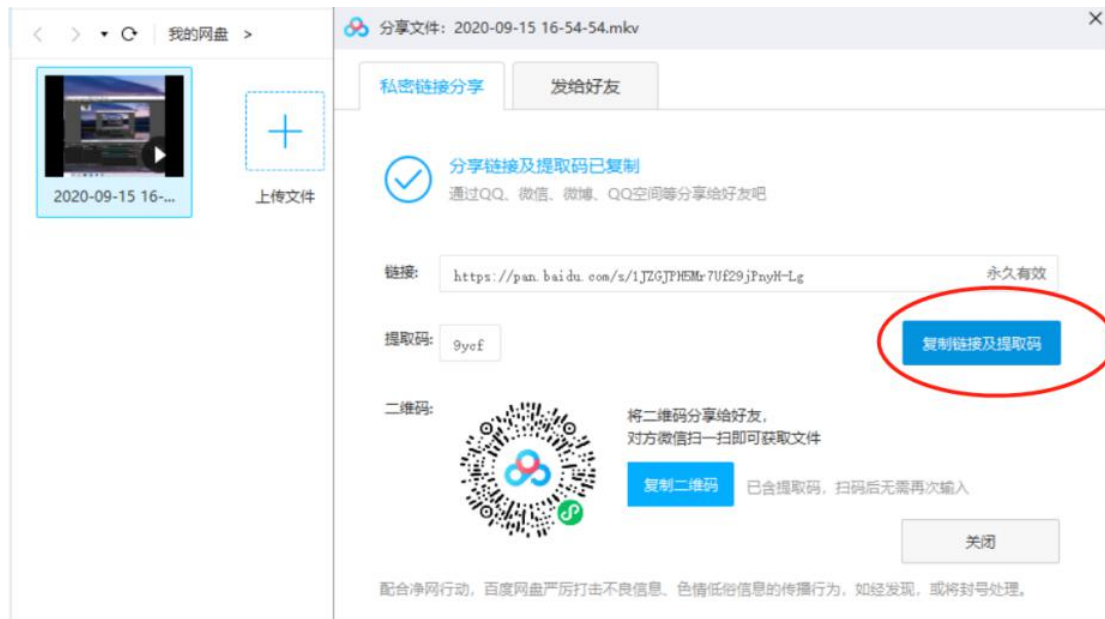 我的网盘 >
2020-09-15 16-...
上传文件
分享文件：2020-09-15 16-54-54.mkv
私密链接分享
发给好友
分享链接及提取码已复制
通过QQ、微信、微博、QQ空间等分享给好友吧
链接:
https://pan.baidu.com/s/1JZGJPH5Mr7Uf29jPnyH-Lg
永久有效
提取码:
9ycf
复制链接及提取码
二维码:
将二维码分享给好友，
对方微信扫一扫即可获取文件
复制二维码
已含提取码，扫码后无需再次输入
关闭
配合净网行动，百度网盘严厉打击不良信息、色情低俗信息的传播行为，如经发现，或将封号处理。